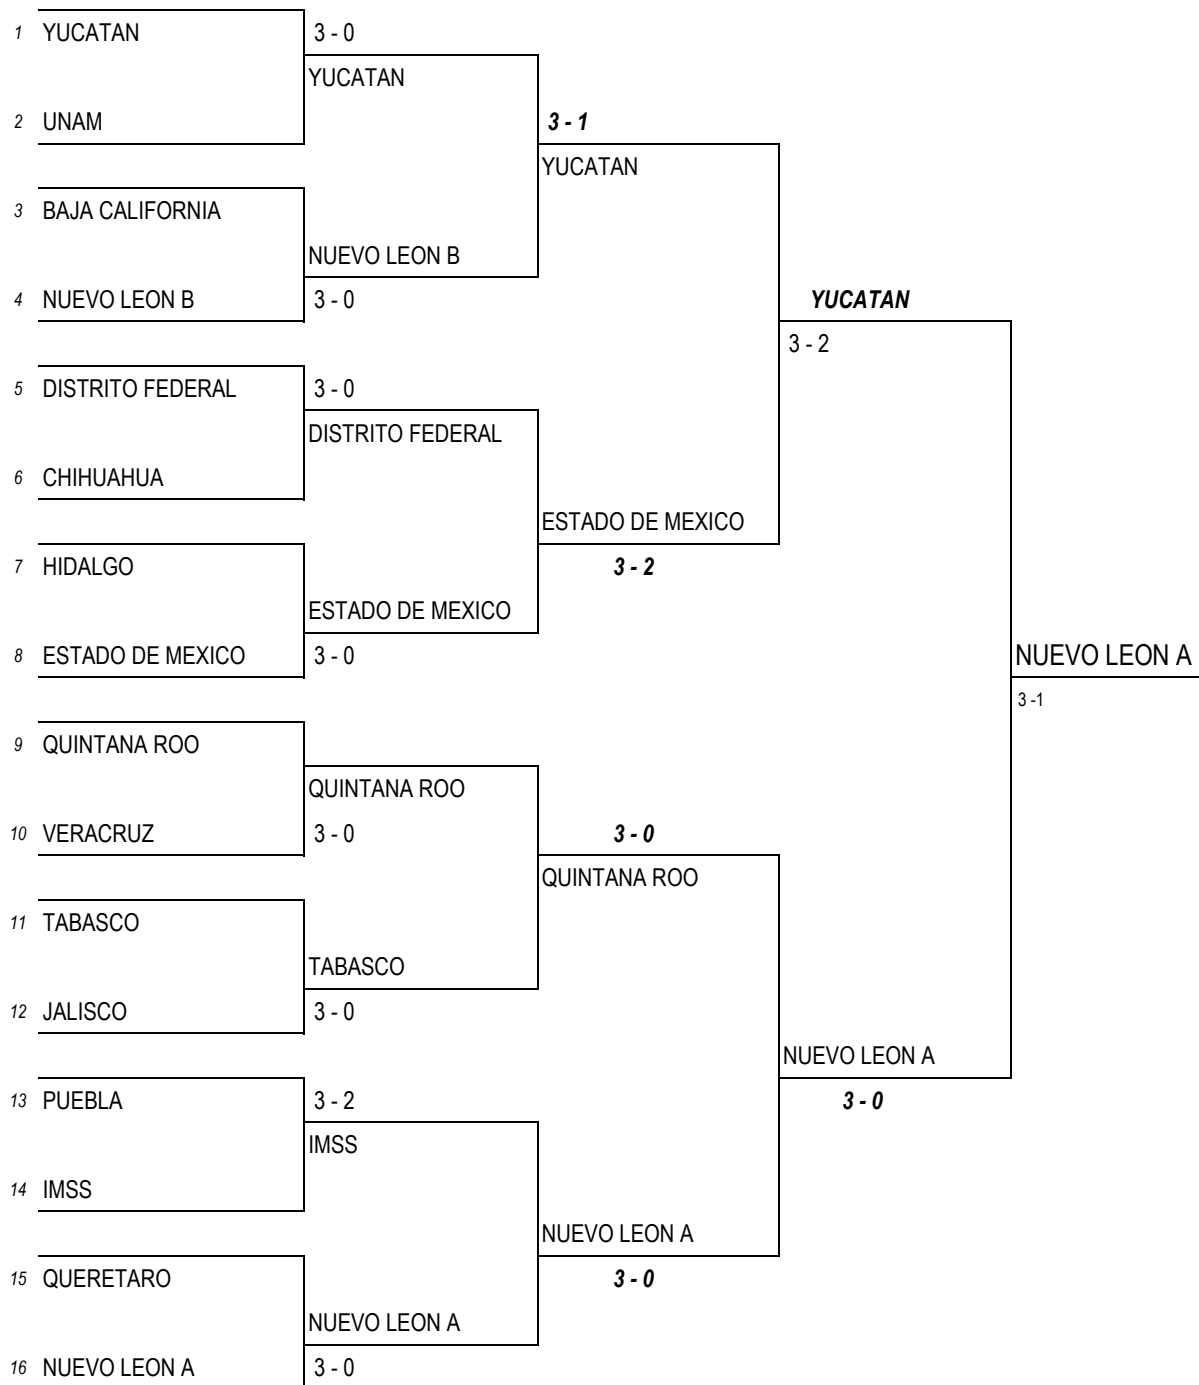 1 YUCATAN 3 - 0
YUCATAN
2 UNAM 3 - 1
YUCATAN
3 BAJA CALIFORNIA
NUEVO LEON B
4 NUEVO LEON B 3 - 0 YUCATAN
3 - 2
5 DISTRITO FEDERAL 3 - 0
DISTRITO FEDERAL
6 CHIHUAHUA
ESTADO DE MEXICO
7 HIDALGO 3 - 2
ESTADO DE MEXICO
8 ESTADO DE MEXICO 3 - 0 NUEVO LEON A
3 -1
9 QUINTANA ROO
QUINTANA ROO
10 VERACRUZ 3 - 0 3 - 0
QUINTANA ROO
11 TABASCO
TABASCO
12 JALISCO 3 - 0
NUEVO LEON A
13 PUEBLA 3 - 2 3 - 0
IMSS
14 IMSS
NUEVO LEON A
15 QUERETARO 3 - 0
NUEVO LEON A
16 NUEVO LEON A 3 - 0